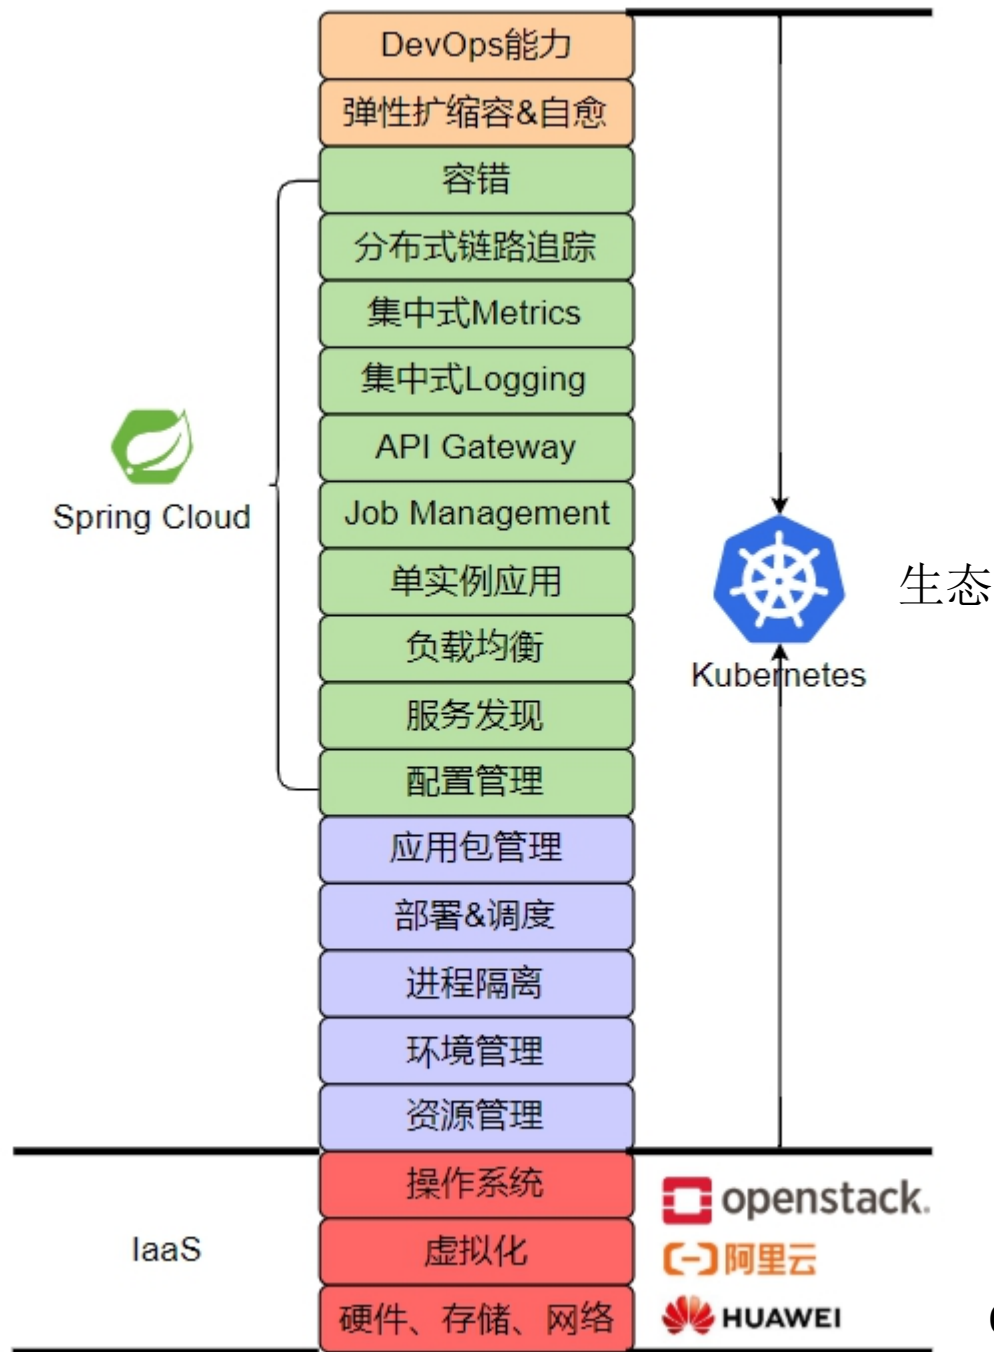 DevOps能力
弹性扩缩容&自愈
容错
分布式链路追踪
集中式Metrics
集中式Logging
API Gateway
Job Management
单实例应用
负载均衡
服务发现
配置管理
应用包管理
部署&调度
进程隔离
环境管理
资源管理
操作系统
虚拟化
硬件、存储、网络
Spring Cloud
Kubernetes
生态
IaaS
openstack.
阿里云
HUAWEI